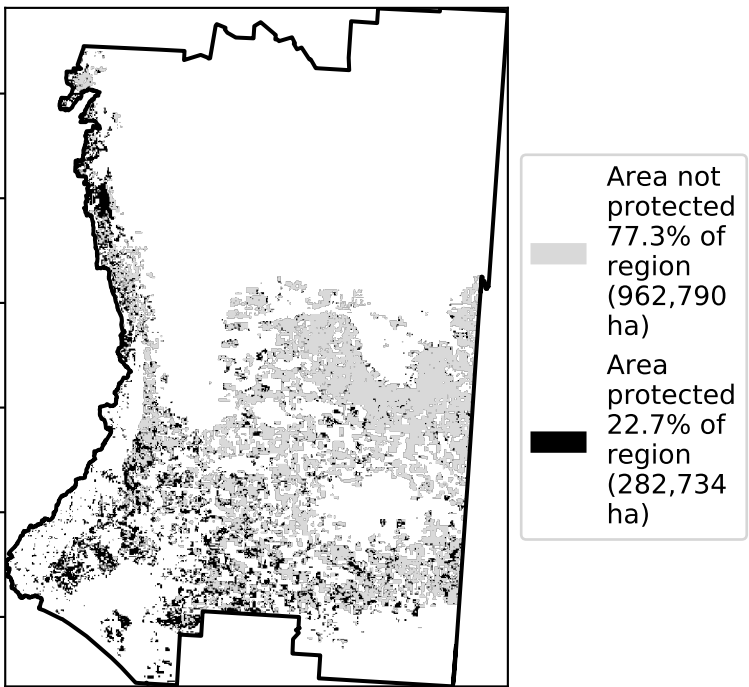 Area not
protected
77.3% of
region
(962,790
ha)
Area
protected
22.7% of
region
(282,734
ha)